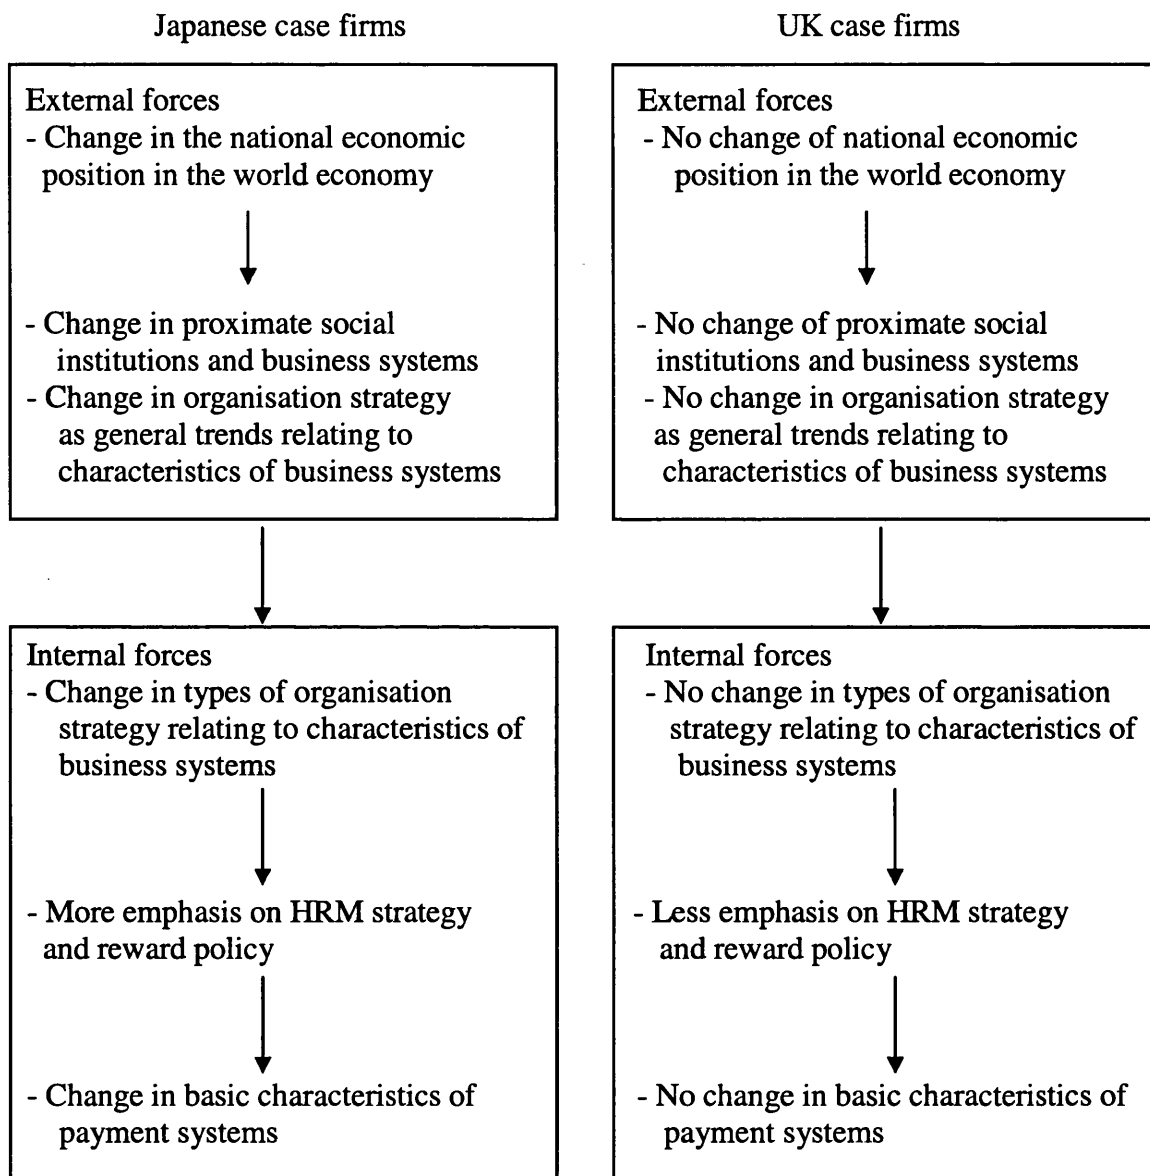 Japanese case firms
External forces
- Change in the national economic
position in the world economy
- Change in proximate social
institutions and business systems
- Change in organisation strategy
as general trends relating to
characteristics of business systems
Internal forces
- Change in types of organisation
strategy relating to characteristics of
business systems
- More emphasis on HRM strategy
and reward policy
- Change in basic characteristics of
payment systems
UK case firms
External forces
- No change of national economic
position in the world economy
- No change of proximate social
institutions and business systems
- No change in organisation strategy
as general trends relating to
characteristics of business systems
Internal forces
- No change in types of organisation
strategy relating to characteristics of
business systems
- Less emphasis on HRM strategy
and reward policy
- No change in basic characteristics of
payment systems